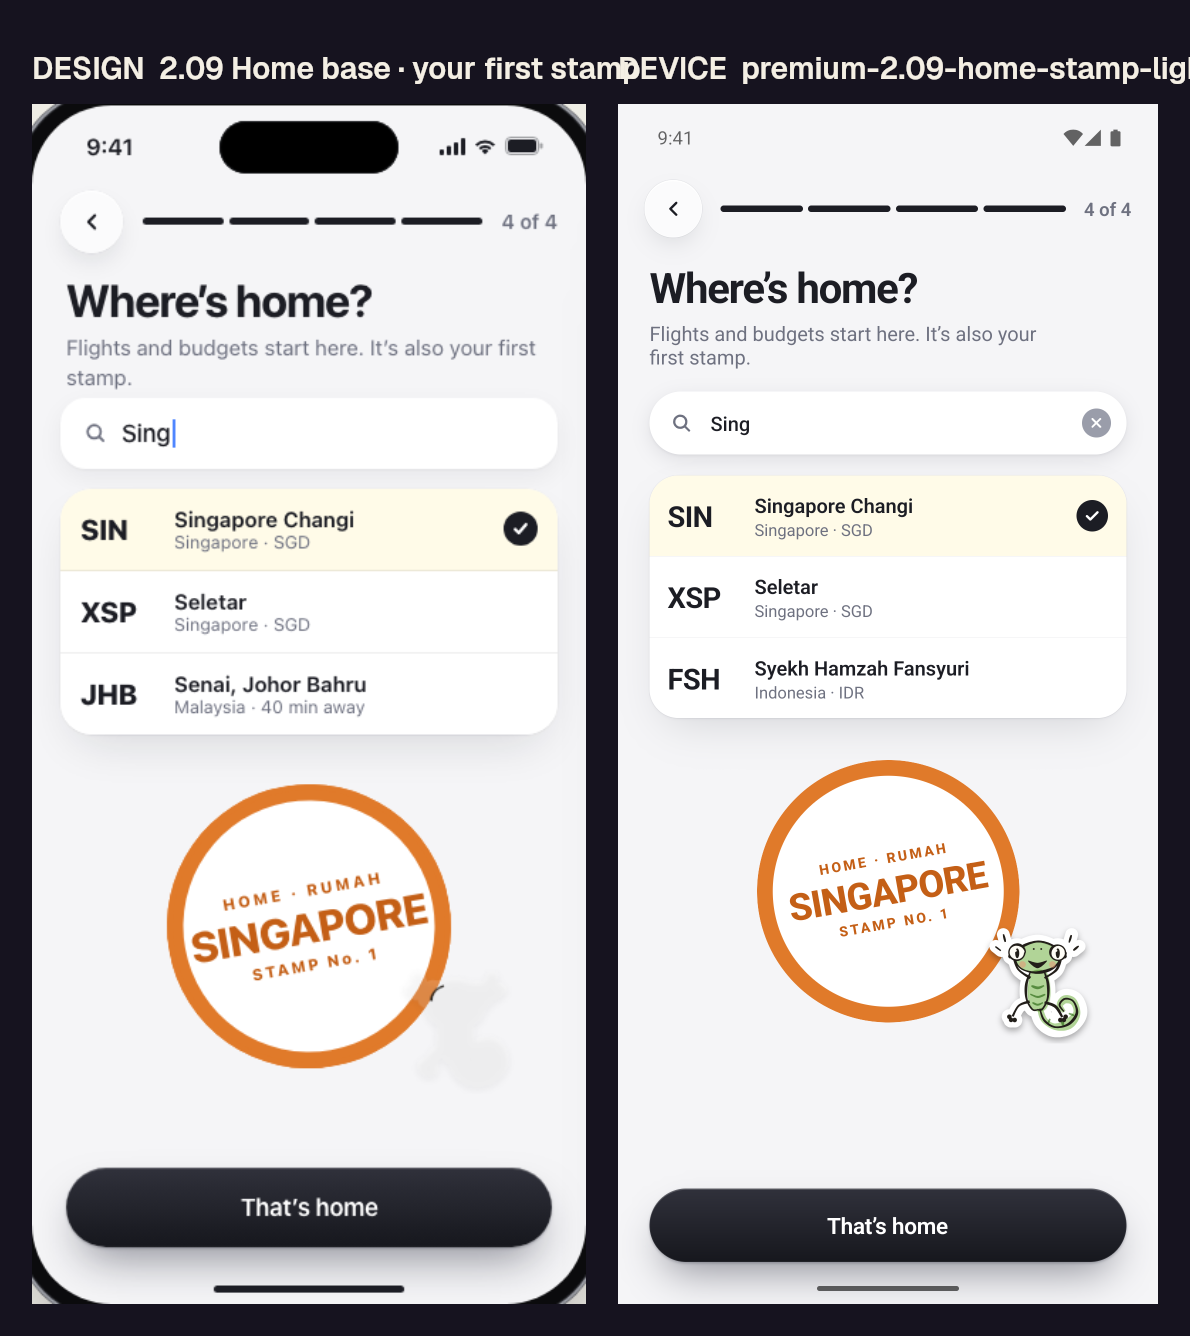 DESIGN 2.09 Home base · your first stamp
9:41
4 of 4
Where's home?
Flights and budgets start here. It's also your first
stamp.
Sing
SIN
Singapore Changi
Singapore · SGD
XSP
Seletar
Singapore · SGD
JHB
Senai, Johor Bahru
Malaysia · 40 min away
HOME · RUMAH
SINGAPORE
STAMP No. 1
That's home
DEVICE premium-2.09-home-stamp-ligh
9:41
4 of 4
Where's home?
Flights and budgets start here. It's also your
first stamp.
Sing
SIN
Singapore Changi
Singapore · SGD
XSP
Seletar
Singapore · SGD
FSH
Syekh Hamzah Fansyuri
Indonesia · IDR
HOME · RUMAH
SINGAPORE
STAMP NO. 1
That's home